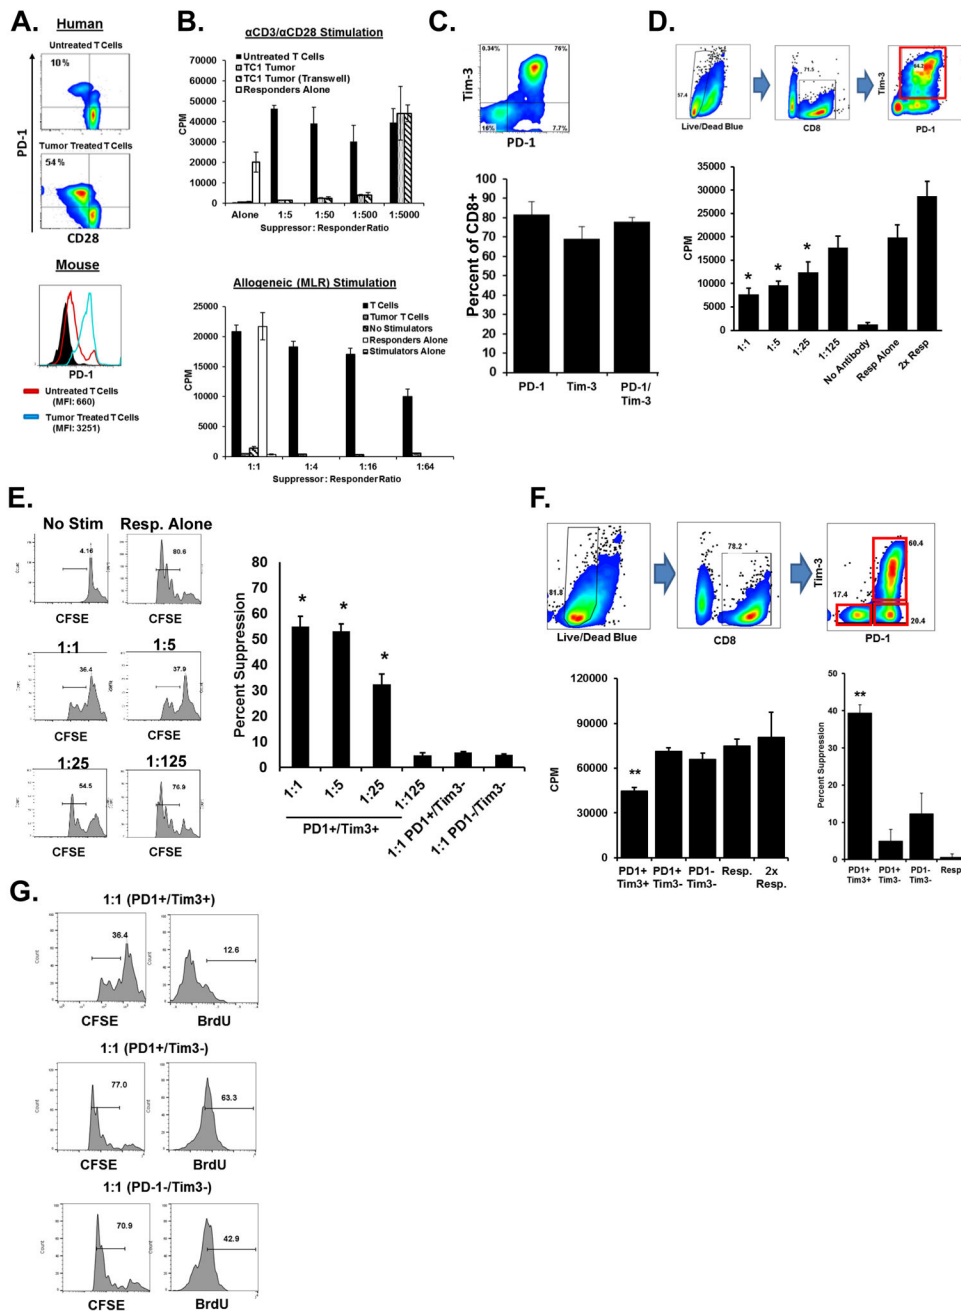 A.
Human
Untreated T Cells
10%
PD-1
Tumor Treated T Cells
54%
CD28
Mouse
PD-1
Untreated T Cells
(MFI: 660)
Tumor Treated T Cells
(MFI: 3251)
B.
αCD3/αCD28 Stimulation
Untreated T Cells
TC1 Tumor
TC1 Tumor (Transwell)
Responders Alone
CPM
70000
60000
50000
40000
30000
20000
10000
0
Alone 1:5 1:50 1:500 1:5000
Suppressor: Responder Ratio
Allogeneic (MLR) Stimulation
T Cells
Tumor T Cells
No Stimulators
Responders Alone
Stimulators Alone
CPM
25000
20000
15000
10000
5000
0
1:1 1:4 1:16 1:64
Suppressor: Responder Ratio
C.
Tim-3
0.34% 76%
16% 7.7%
PD-1
Percent of CD8+
100
90
80
70
60
50
40
30
20
10
0
PD-1 Tim-3 PD-1/
Tim-3
D.
57.4
Live/Dead Blue
71.5
CD8
Tim-3
PD-1
CPM
35000
30000
25000
20000
15000
10000
5000
0
* * *
1:1 1:5 1:25 1:125 No Antibody Resp Alone 2x Resp
E.
No Stim Resp. Alone
4.16 80.6
CFSE CFSE
1:1 1:5
36.4 37.9
CFSE CFSE
1:25 1:125
54.5 76.9
CFSE CFSE
Percent Suppression
80
70
60
50
40
30
20
10
0
* * *
1:1 1:5 1:25 1:125 1:1 PD1+/Tim3- 1:1 PD1-/Tim3-
PD1+/Tim3+
F.
81.8
Live/Dead Blue
78.2
CD8
Tim-3
60.4
17.4
20.4
PD-1
CPM
120000
90000
60000
30000
0
**
PD1+ PD1+ PD1- Resp. 2x
Tim3+ Tim3- Tim3- Resp.
Percent Suppression
50
40
30
20
10
0
**
PD1+ PD1+ PD1- Resp
Tim3+ Tim3- Tim3-
G.
1:1 (PD1+/Tim3+)
Count
36.4
CFSE
Count
12.6
BrdU
1:1 (PD1+/Tim3-)
Count
77.0
CFSE
Count
63.3
BrdU
1:1 (PD-1-/Tim3-)
Count
70.9
CFSE
Count
42.9
BrdU